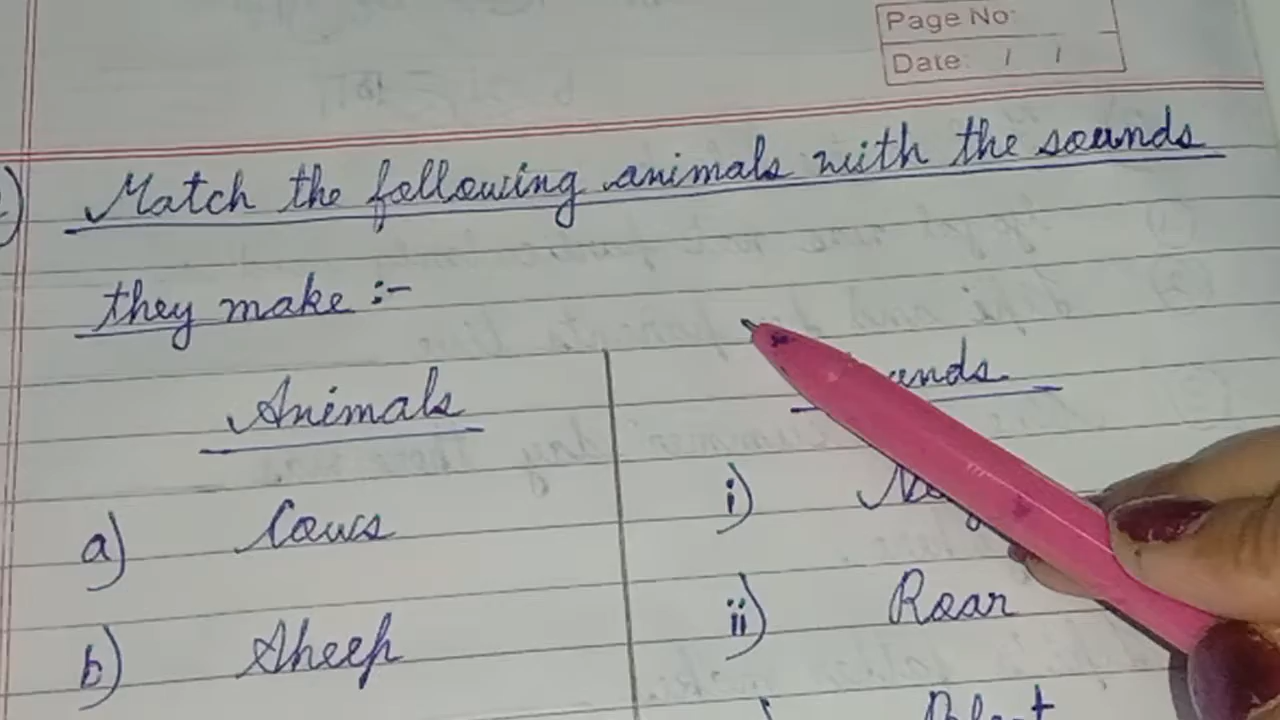 Page No:
Date: / /
Match the following animals with the sounds
they make :-
Animals
a) Cows i)
b) Sheep ii) Roar